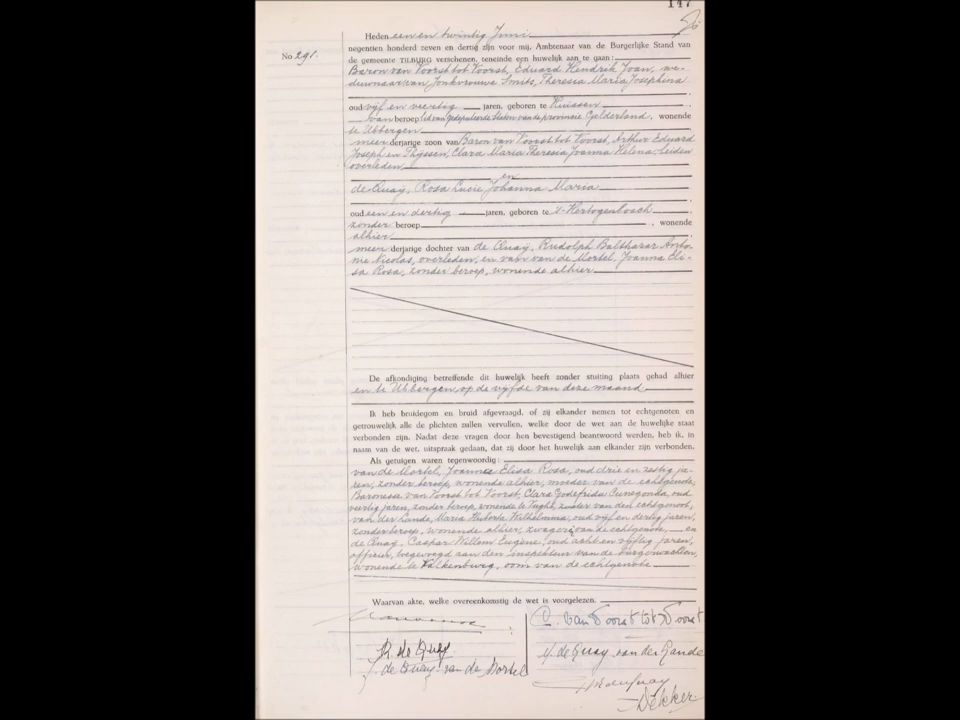 147
Heden een en twintig Juni
negentien honderd zeven en dertig zijn voor mij, Ambtenaar van de Burgerlijke Stand van
No 291.
de gemeente TILBURG verschenen, teneinde een huwelijk aan te gaan:
Baron van Voorst tot Voorst, Eduard Hendrik Joan, we-
duwnaar van Jonkvrouwe Smits, Theresia Maria Josephina
oud vijf en veertig jaren, geboren te Huissen
van beroep lid van gedeputeerde staten van de provincie Gelderland, wonende
te Ubbergen
meer derjarige zoon van Baron van Voorst tot Voorst, Arthur Eduard
Joseph en Thijssen, Clara Maria Theresia Joanna Helena, beiden
overleden
en
de Quay, Rosa Lucie Johanna Maria
oud een en dertig jaren, geboren te 's-Hertogenbosch
zonder beroep, wonende
alhier
meer derjarige dochter van de Quay, Rudolph Balthazar Anto-
nie Nicolas, overleden, en van van de Mortel, Joanna Eli-
sa Rosa, zonder beroep, wonende alhier
De afkondiging betreffende dit huwelijk heeft zonder stuiting plaats gehad alhier
en te Ubbergen, op de vijfde van deze maand.
Ik heb bruidegom en bruid afgevraagd, of zij elkander nemen tot echtgenoten en
getrouwelijk alle de plichten zullen vervullen, welke door de wet aan de huwelijke staat
verbonden zijn. Nadat deze vragen door hen bevestigend beantwoord werden, heb ik, in
naam van de wet, uitspraak gedaan, dat zij door het huwelijk aan elkander zijn verbonden.
Als getuigen waren tegenwoordig:
van de Mortel, Joanna Elisa Rosa, oud drie en zestig ja-
ren, zonder beroep, wonende alhier, moeder van de echtgenote,
Baronesse van Voorst tot Voorst, Clara Godefrida Cunegonda, oud
veertig jaren, zonder beroep, wonende te Vught, zuster van den echtgenoot,
van der Lande, Maria Huberta Wilhelmina, oud vijf en dertig jaren,
zonder beroep, wonende alhier, zwagerin van de echtgenote en
de Quay, Caspar Willem Eugène, oud acht en vijftig jaren,
officier, toegevoegd aan den inspekteur van de burgerwachten,
wonende te Valkenburg, oom van de echtgenote
Waarvan akte, welke overeenkomstig de wet is voorgelezen.
C. van Voorst tot Voorst
R de Quay
de Quay van de Mortel
de Quay van der Lande
de Quay
Dekker